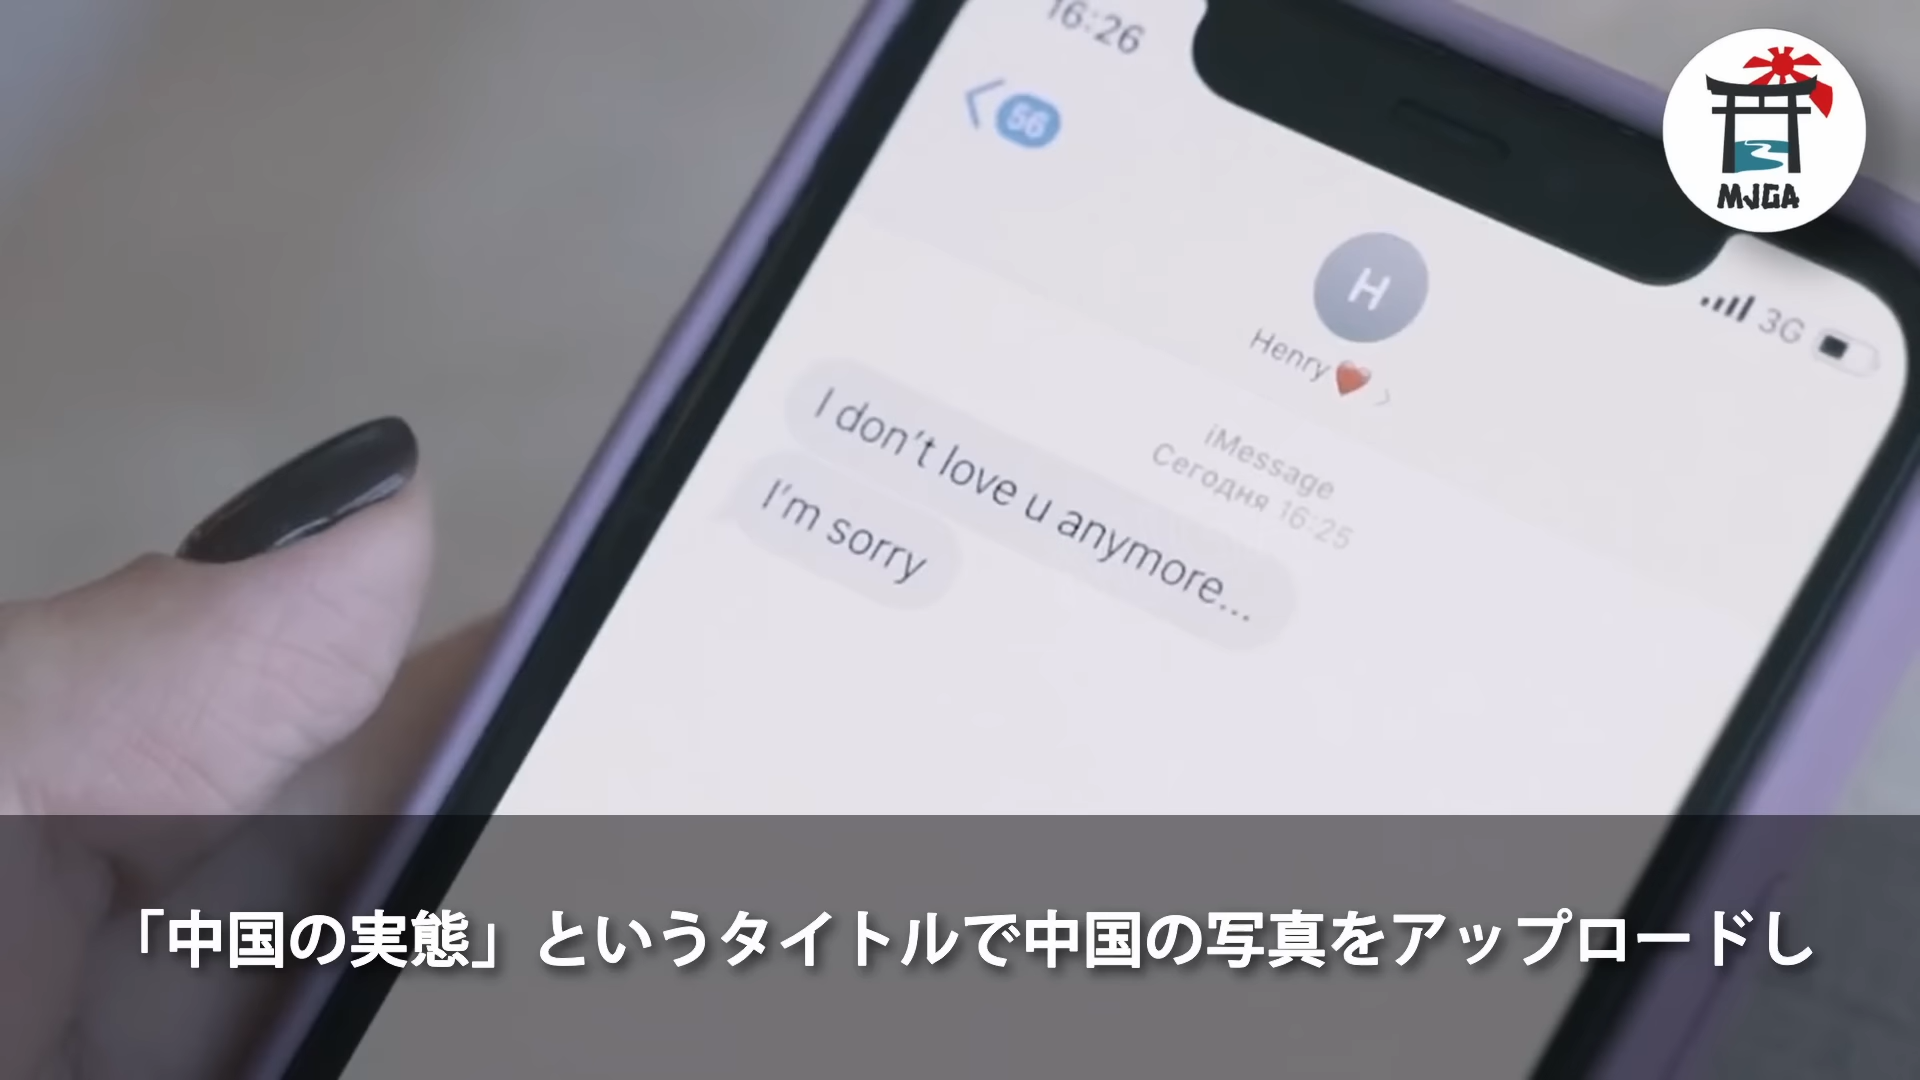 16:26
56
MJGA
H
3G
Henry❤️ >
iMessage
Сегодня 16:25
I don't love u anymore...
I'm sorry
「中国の実態」というタイトルで中国の写真をアップロードし